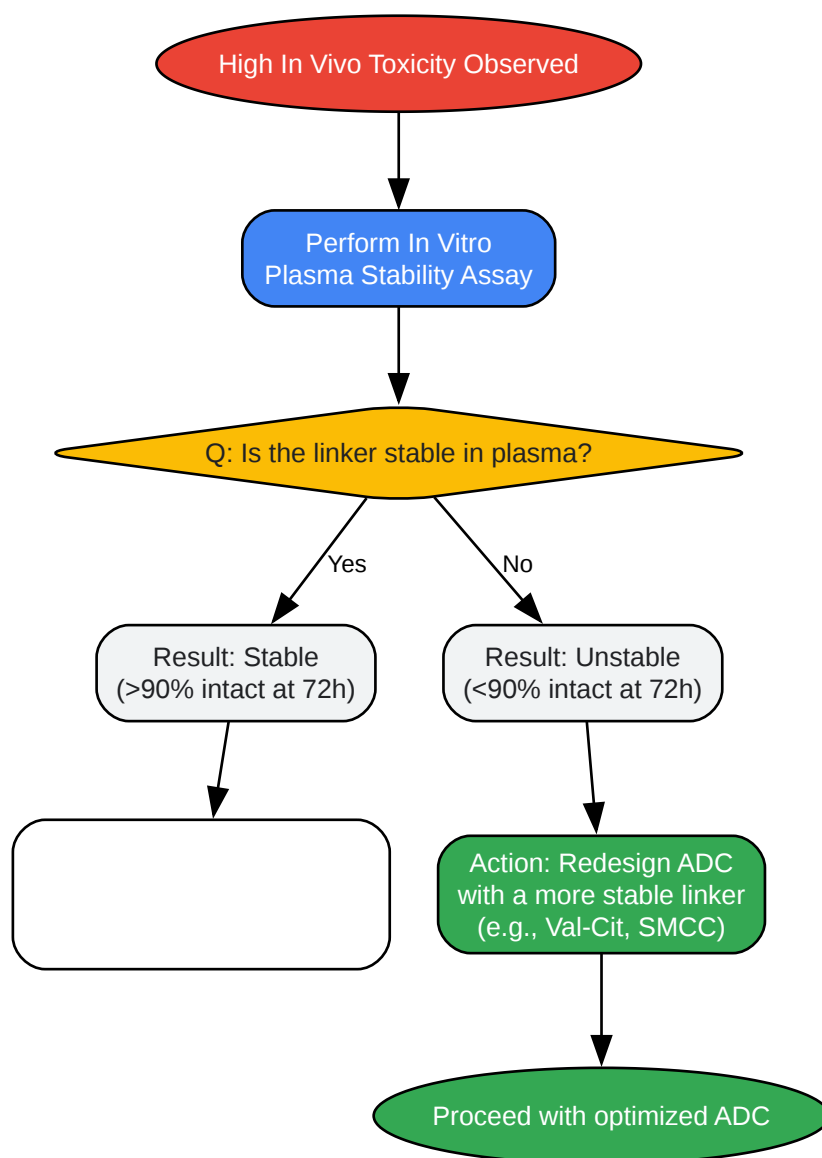 High In Vivo Toxicity Observed
Perform In Vitro
Plasma Stability Assay
Q: Is the linker stable in plasma?
Yes
No
Result: Stable
(>90% intact at 72h)
Result: Unstable
(<90% intact at 72h)
Action: Redesign ADC
with a more stable linker
(e.g., Val-Cit, SMCC)
Proceed with optimized ADC